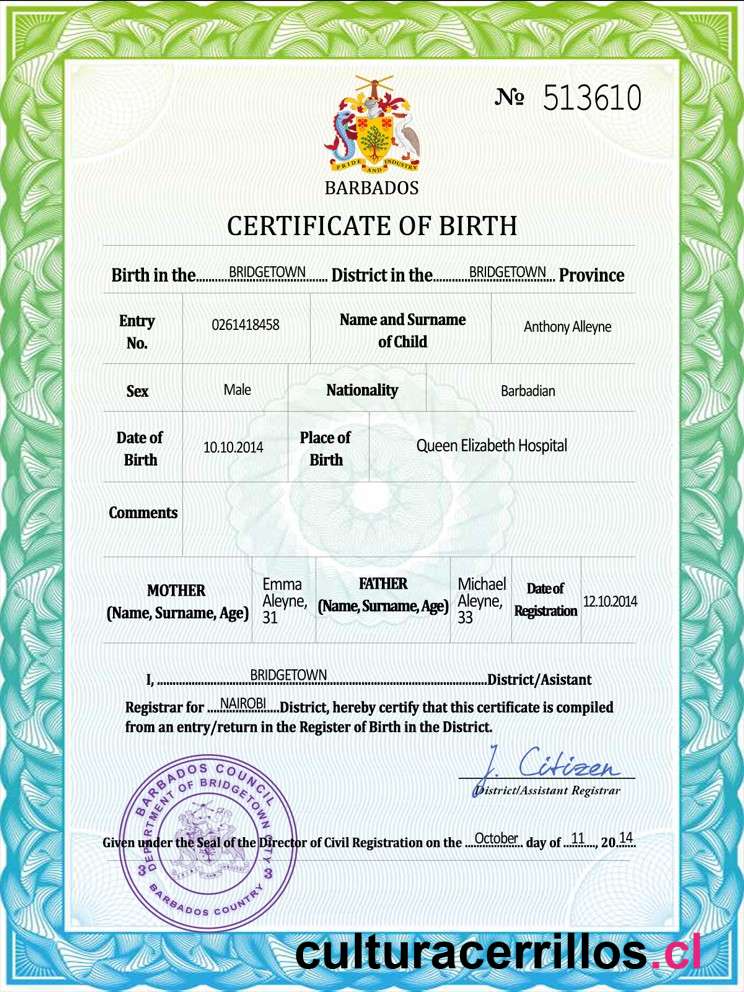 № 513610
PRIDE AND INDUSTRY
BARBADOS
CERTIFICATE OF BIRTH
Birth in the.....BRIDGETOWN..... District in the.....BRIDGETOWN..... Province
Entry No. 0261418458 Name and Surname of Child Anthony Alleyne
Sex Male Nationality Barbadian
Date of Birth 10.10.2014 Place of Birth Queen Elizabeth Hospital
Comments
MOTHER (Name, Surname, Age) Emma Aleyne, 31 FATHER (Name, Surname, Age) Michael Aleyne, 33 Date of Registration 12.10.2014
I, .....BRIDGETOWN.....District/Asistant
Registrar for ....NAIROBI....District, hereby certify that this certificate is compiled
from an entry/return in the Register of Birth in the District.
J. Citizen
District/Assistant Registrar
BARBADOS COUNCIL
DEPARTMENT OF BRIDGETOWN CITY
3 3
BARBADOS COUNTRY
Given under the Seal of the Director of Civil Registration on the .....October..... day of ...11..., 20 14
culturacerrillos.cl